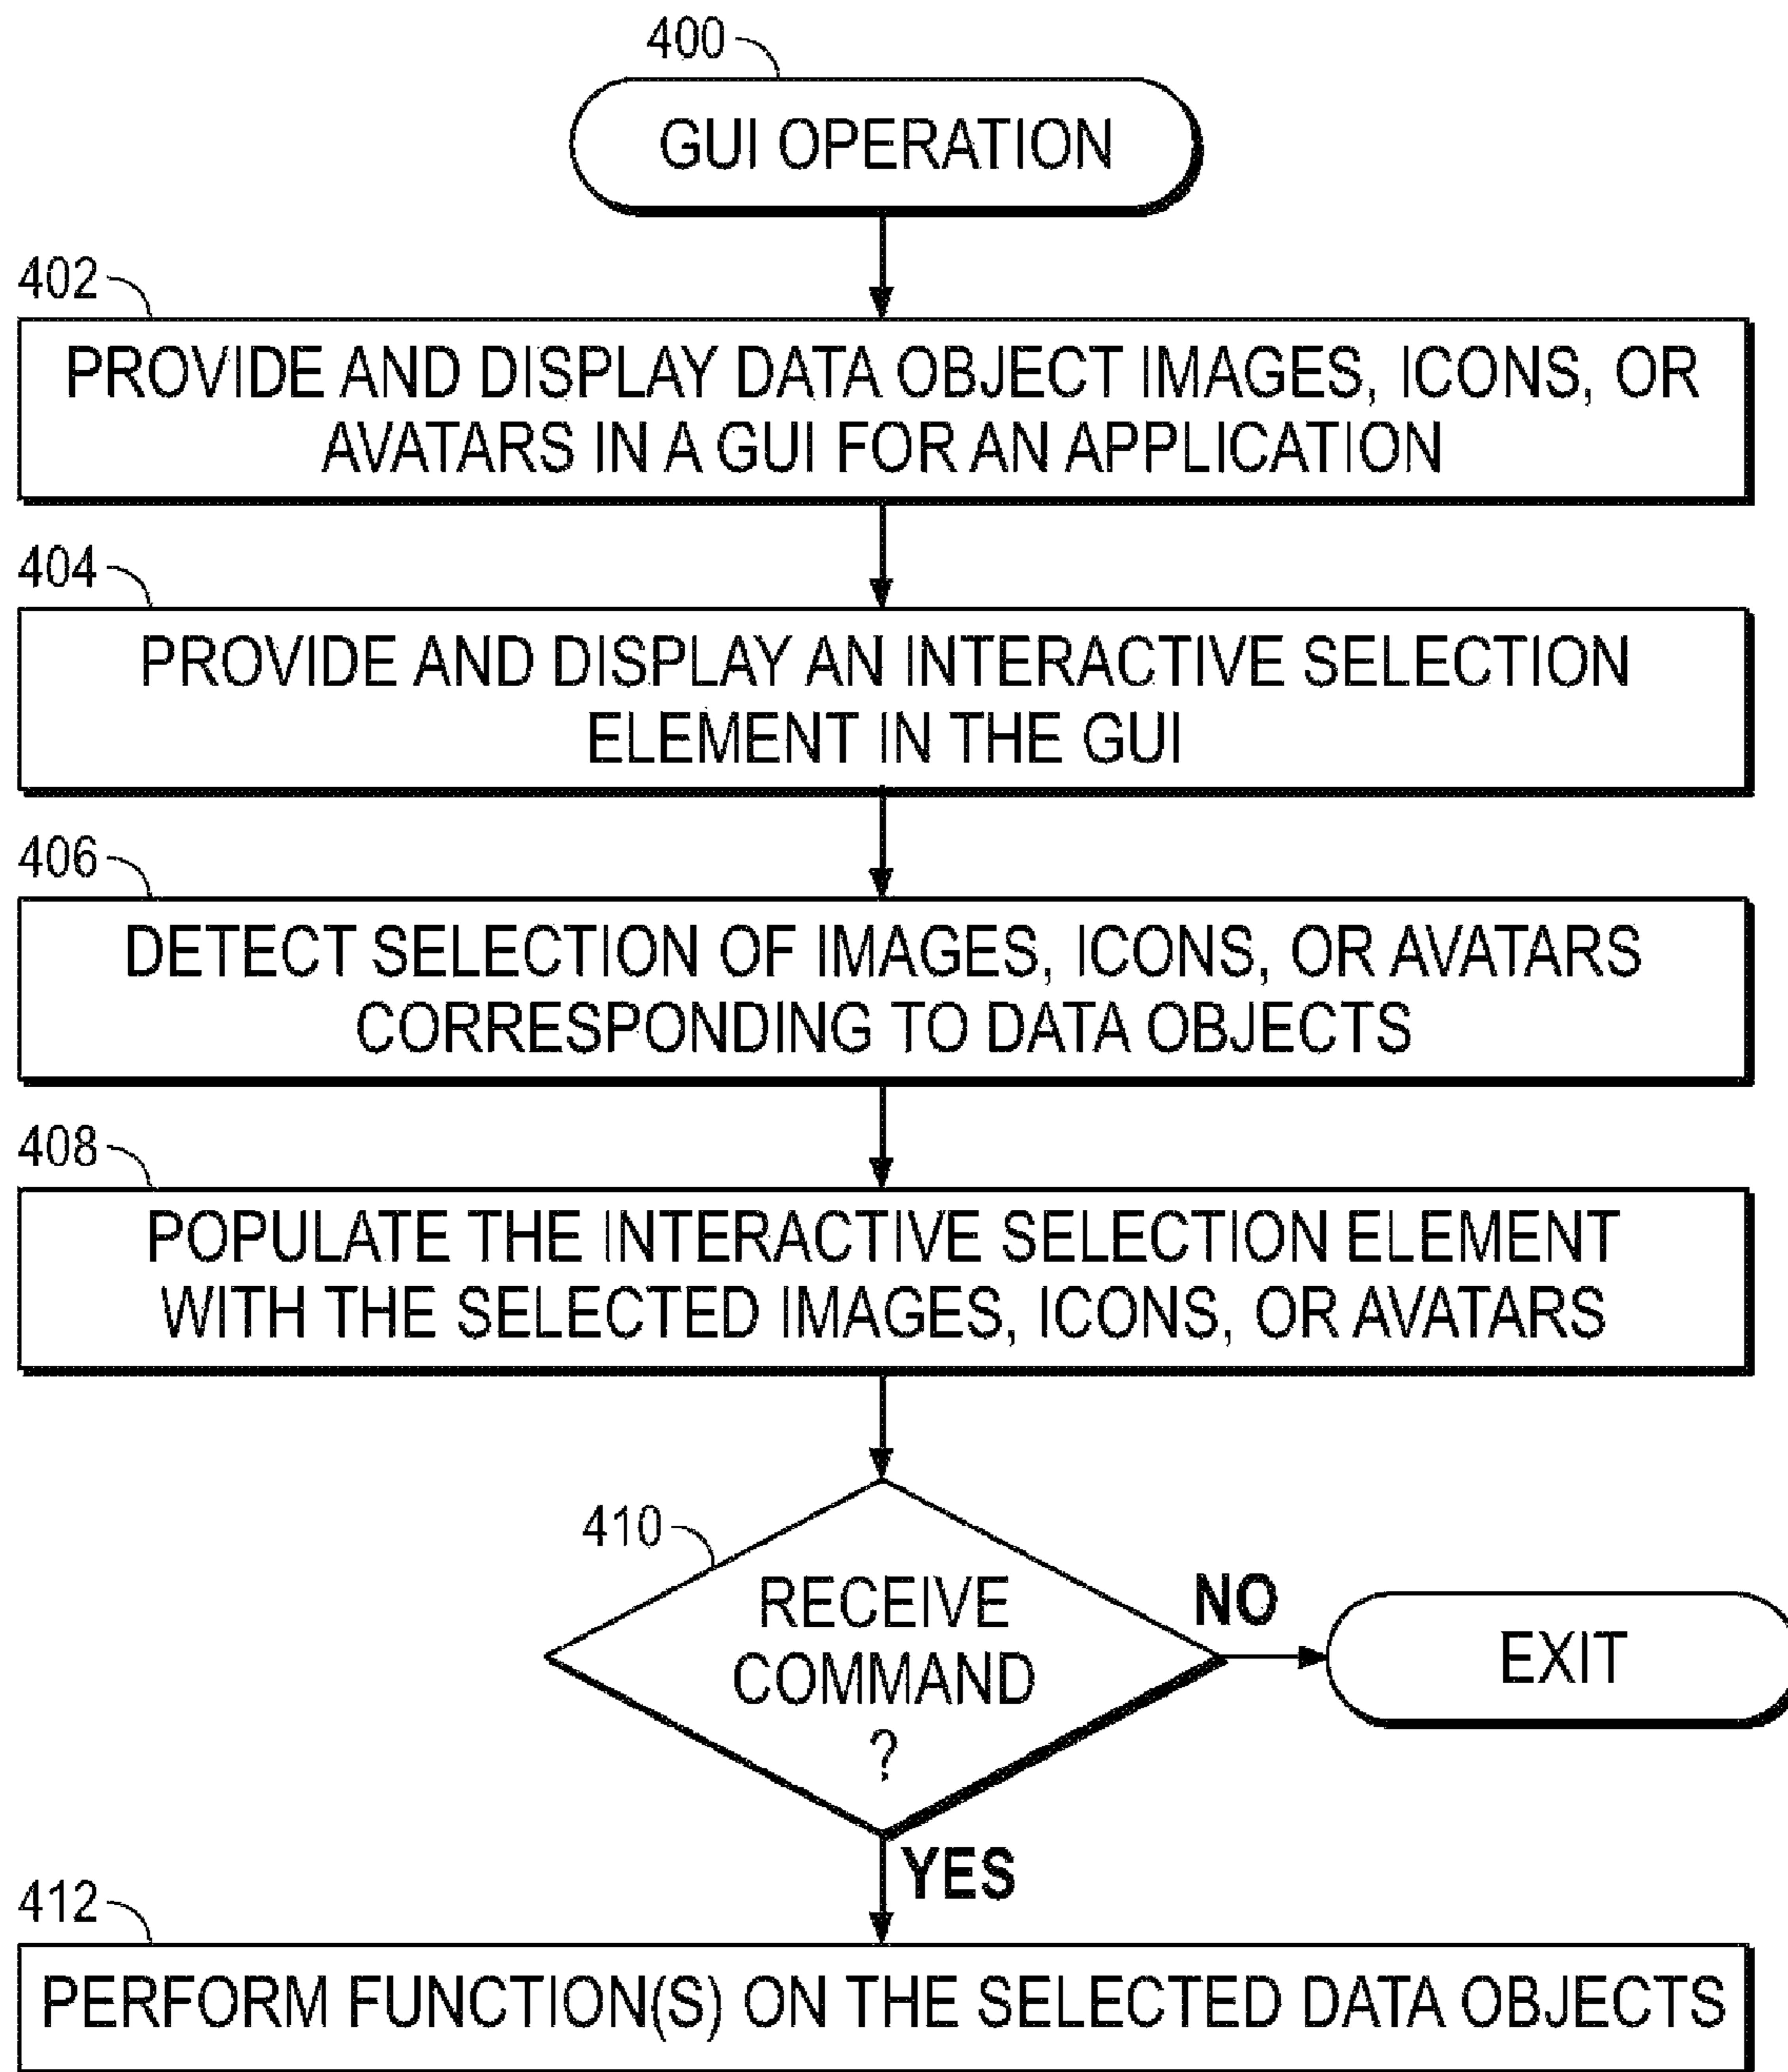 400
GUI OPERATION
402
PROVIDE AND DISPLAY DATA OBJECT IMAGES, ICONS, OR
AVATARS IN A GUI FOR AN APPLICATION
404
PROVIDE AND DISPLAY AN INTERACTIVE SELECTION
ELEMENT IN THE GUI
406
DETECT SELECTION OF IMAGES, ICONS, OR AVATARS
CORRESPONDING TO DATA OBJECTS
408
POPULATE THE INTERACTIVE SELECTION ELEMENT
WITH THE SELECTED IMAGES, ICONS, OR AVATARS
410
RECEIVE
COMMAND
?
NO
EXIT
YES
412
PERFORM FUNCTION(S) ON THE SELECTED DATA OBJECTS